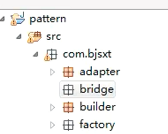 pattern
src
com.bjsxt
adapter
bridge
builder
factory